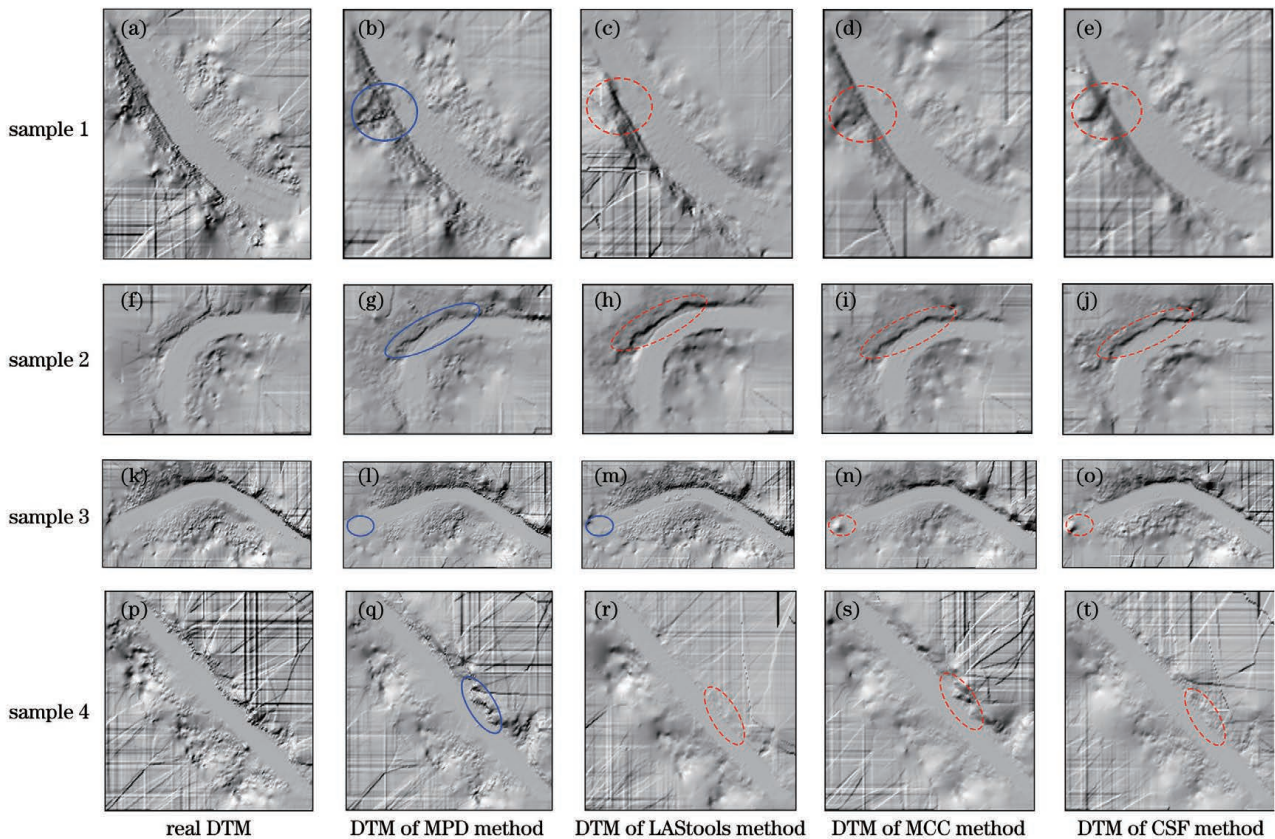 (a) (b) (c) (d) (e)
sample 1
(f) (g) (h) (i) (j)
sample 2
(k) (l) (m) (n) (o)
sample 3
(p) (q) (r) (s) (t)
sample 4
real DTM DTM of MPD method DTM of LAStools method DTM of MCC method DTM of CSF method